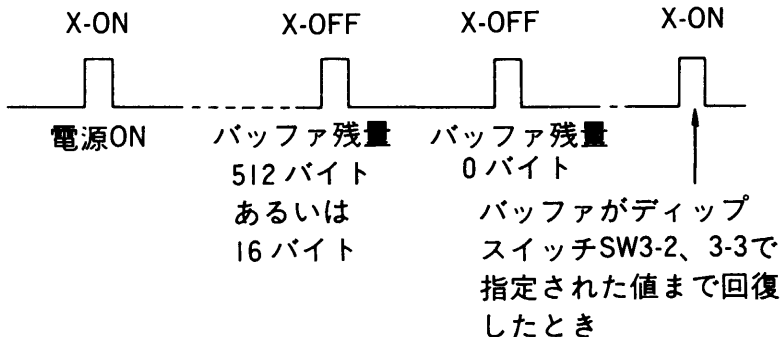 X-ON X-OFF X-OFF X-ON
電源ON
バッファ残量
512バイト
あるいは
16バイト
バッファ残量
0バイト
バッファがディップ
スイッチSW3-2、3-3で
指定された値まで回復
したとき